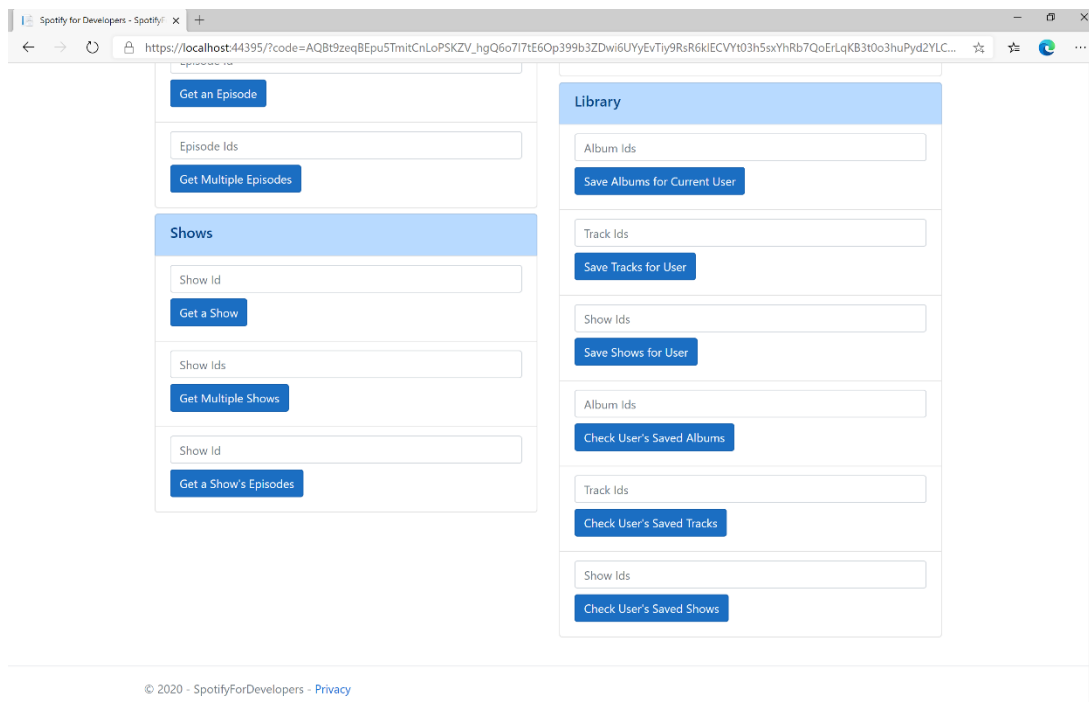 Spotify for Developers - SpotifyF
https://localhost:44395/?code=AQBt9zeqBEpu5TmitCnLoPSKZV_hgQ6o7I7tE6Op399b3ZDwi6UYyEvTiy9RsR6klECVYt03h5sxYhRb7QoErLqKB3t0o3huPyd2YLC...
Get an Episode
Episode Ids
Get Multiple Episodes
Shows
Show Id
Get a Show
Show Ids
Get Multiple Shows
Show Id
Get a Show's Episodes
Library
Album Ids
Save Albums for Current User
Track Ids
Save Tracks for User
Show Ids
Save Shows for User
Album Ids
Check User's Saved Albums
Track Ids
Check User's Saved Tracks
Show Ids
Check User's Saved Shows
© 2020 - SpotifyForDevelopers - Privacy